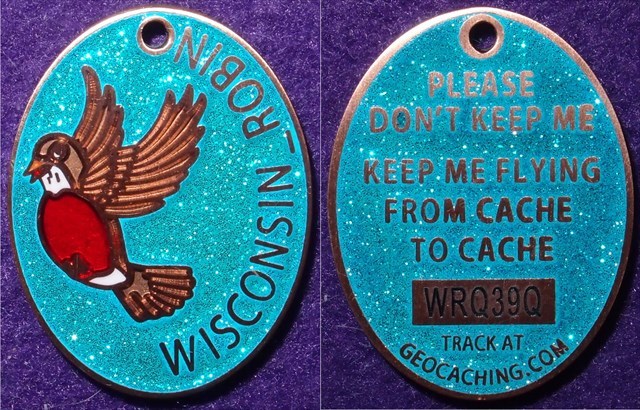 WISCONSIN_ROBIN
PLEASE
DON'T KEEP ME
KEEP ME FLYING
FROM CACHE
TO CACHE
WRQ39Q
TRACK AT
GEOCACHING.COM